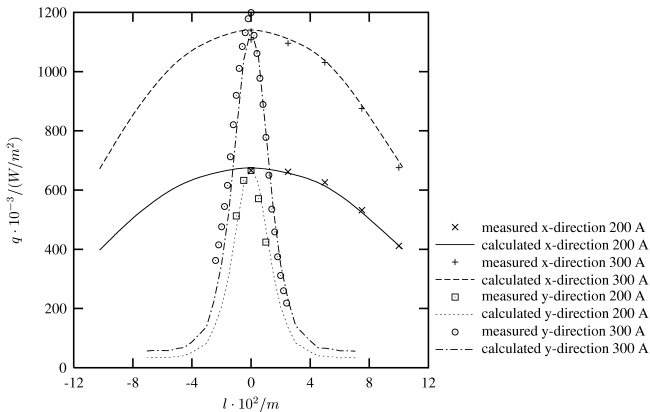 1200
1000
800
600
400
200
0
q · 10⁻³/(W/m²)
-12 -8 -4 0 4 8 12
l · 10²/m
measured x-direction 200 A
calculated x-direction 200 A
measured x-direction 300 A
calculated x-direction 300 A
measured y-direction 200 A
calculated y-direction 200 A
measured y-direction 300 A
calculated y-direction 300 A